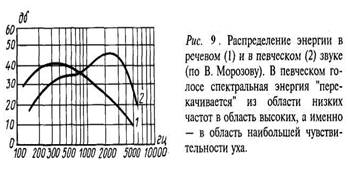 дб
60
50
40
30
20
10
0
1
2
гц
100 200 500 1000 2000 5000 10000
Рис. 9. Распределение энергии в
речевом (1) и в певческом (2) звуке
(по В. Морозову). В певческом го-
лосе спектральная энергия "пере-
качивается" из области низких
частот в область высоких, а именно
— в область наибольшей чувстви-
тельности уха.